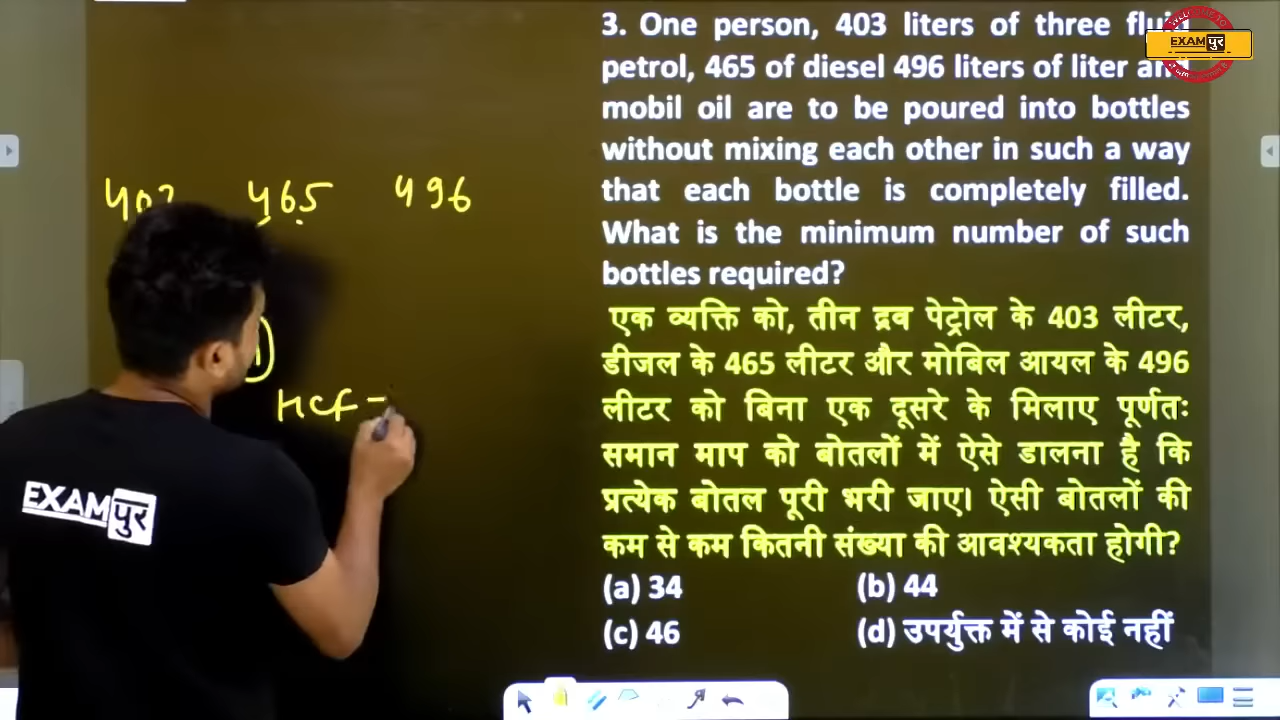 3. One person, 403 liters of three fluid
petrol, 465 of diesel 496 liters of liter and
mobil oil are to be poured into bottles
without mixing each other in such a way
that each bottle is completely filled.
What is the minimum number of such
bottles required?
एक व्यक्ति को, तीन द्रव पेट्रोल के 403 लीटर,
डीजल के 465 लीटर और मोबिल आयल के 496
लीटर को बिना एक दूसरे के मिलाए पूर्णतः
समान माप को बोतलों में ऐसे डालना है कि
प्रत्येक बोतल पूरी भरी जाए। ऐसी बोतलों की
कम से कम कितनी संख्या की आवश्यकता होगी?
(a) 34 (b) 44
(c) 46 (d) उपर्युक्त में से कोई नहीं
EXAMपुर
403 465 496
HCF =
EXAMपुर